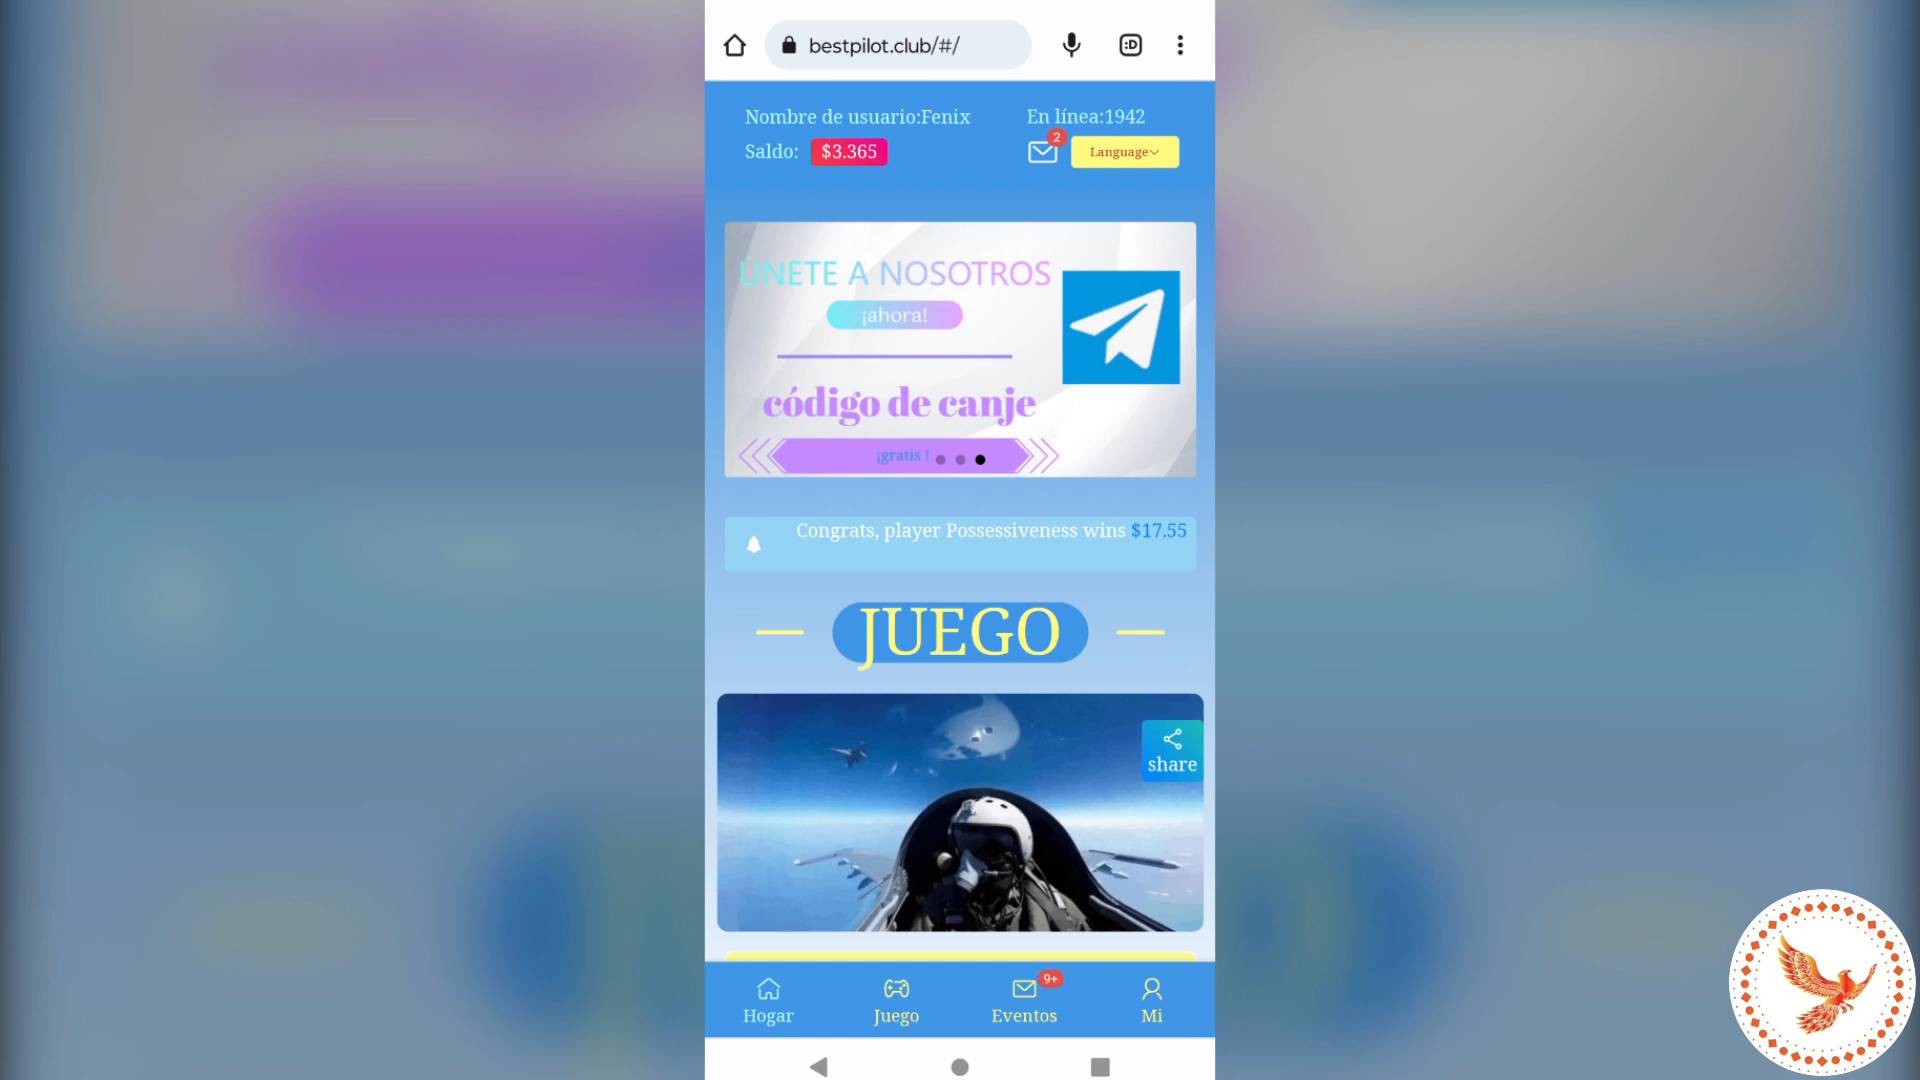 bestpilot.club/#/
:D
Nombre de usuario:Fenix
En línea:1942
Saldo: $3.365
2
Language
ÚNETE A NOSOTROS
¡ahora!
código de canje
¡gratis !
Congrats, player Possessiveness wins $17.55
JUEGO
share
9+
Hogar
Juego
Eventos
Mi